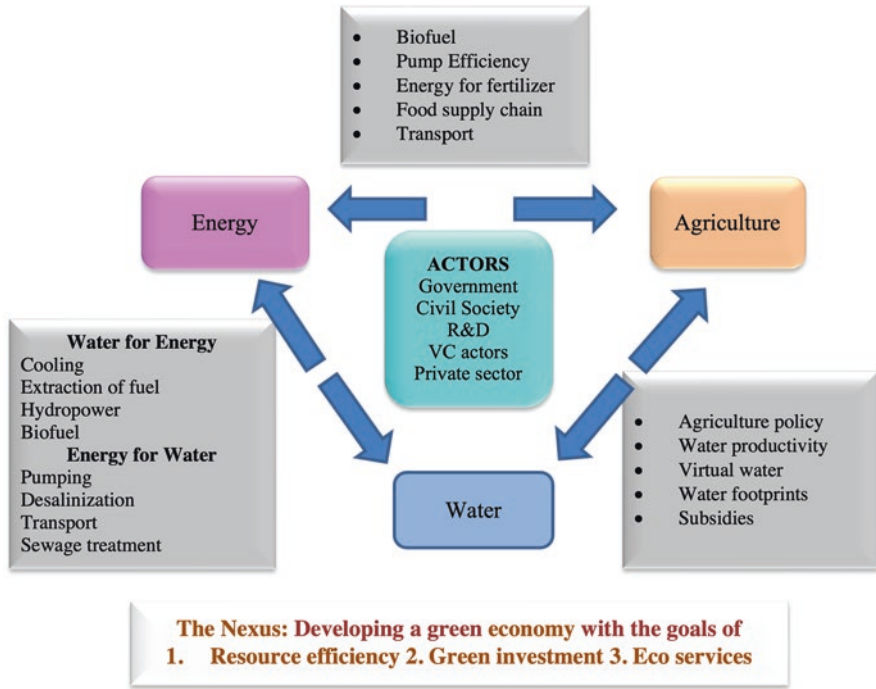 • Biofuel
• Pump Efficiency
• Energy for fertilizer
• Food supply chain
• Transport
Energy
Agriculture
ACTORS
Government
Civil Society
R&D
VC actors
Private sector
Water for Energy
Cooling
Extraction of fuel
Hydropower
Biofuel
Energy for Water
Pumping
Desalinization
Transport
Sewage treatment
• Agriculture policy
• Water productivity
• Virtual water
• Water footprints
• Subsidies
Water
The Nexus: Developing a green economy with the goals of
1. Resource efficiency 2. Green investment 3. Eco services